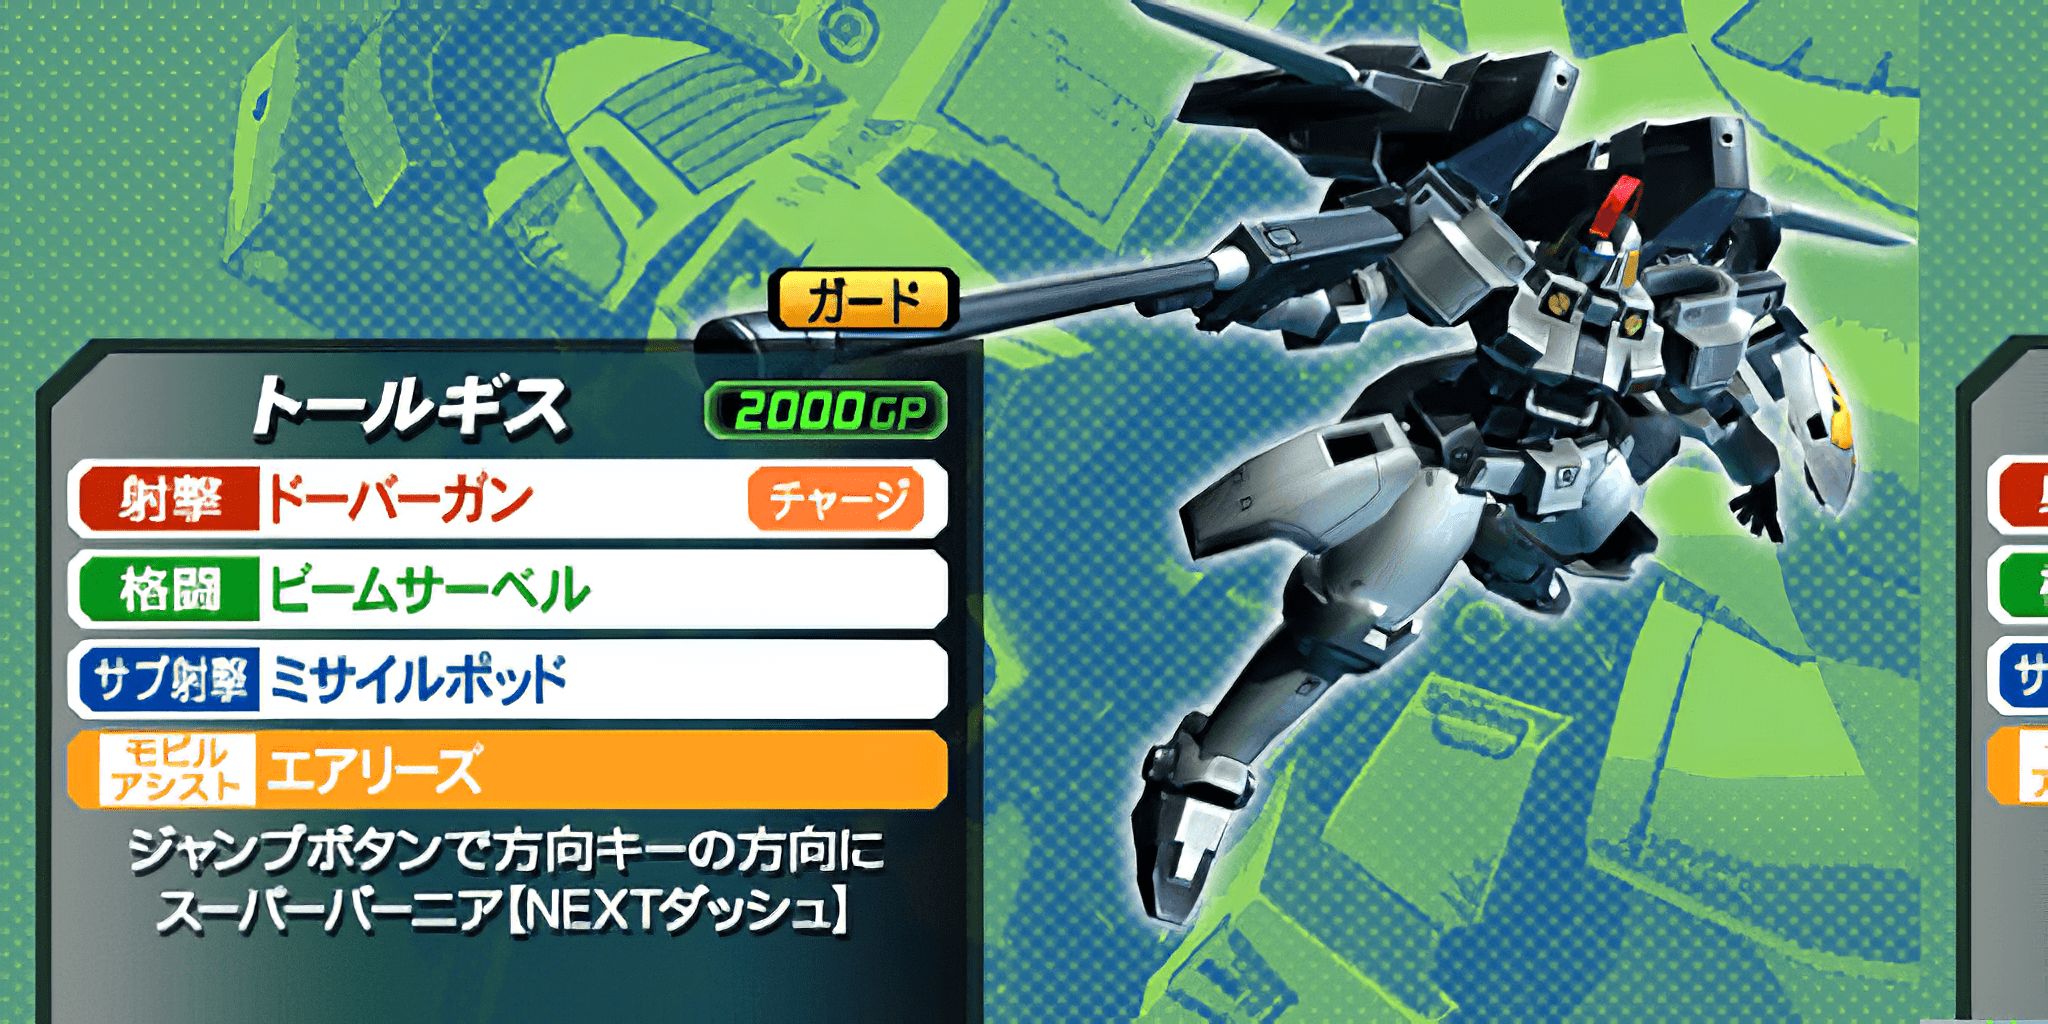 ガード
トールギス 2000GP
射撃 ドーバーガン チャージ
格闘 ビームサーベル
サブ射撃 ミサイルポッド
モビル
アシスト エアリーズ
ジャンプボタンで方向キーの方向に
スーパーバーニア【NEXTダッシュ】